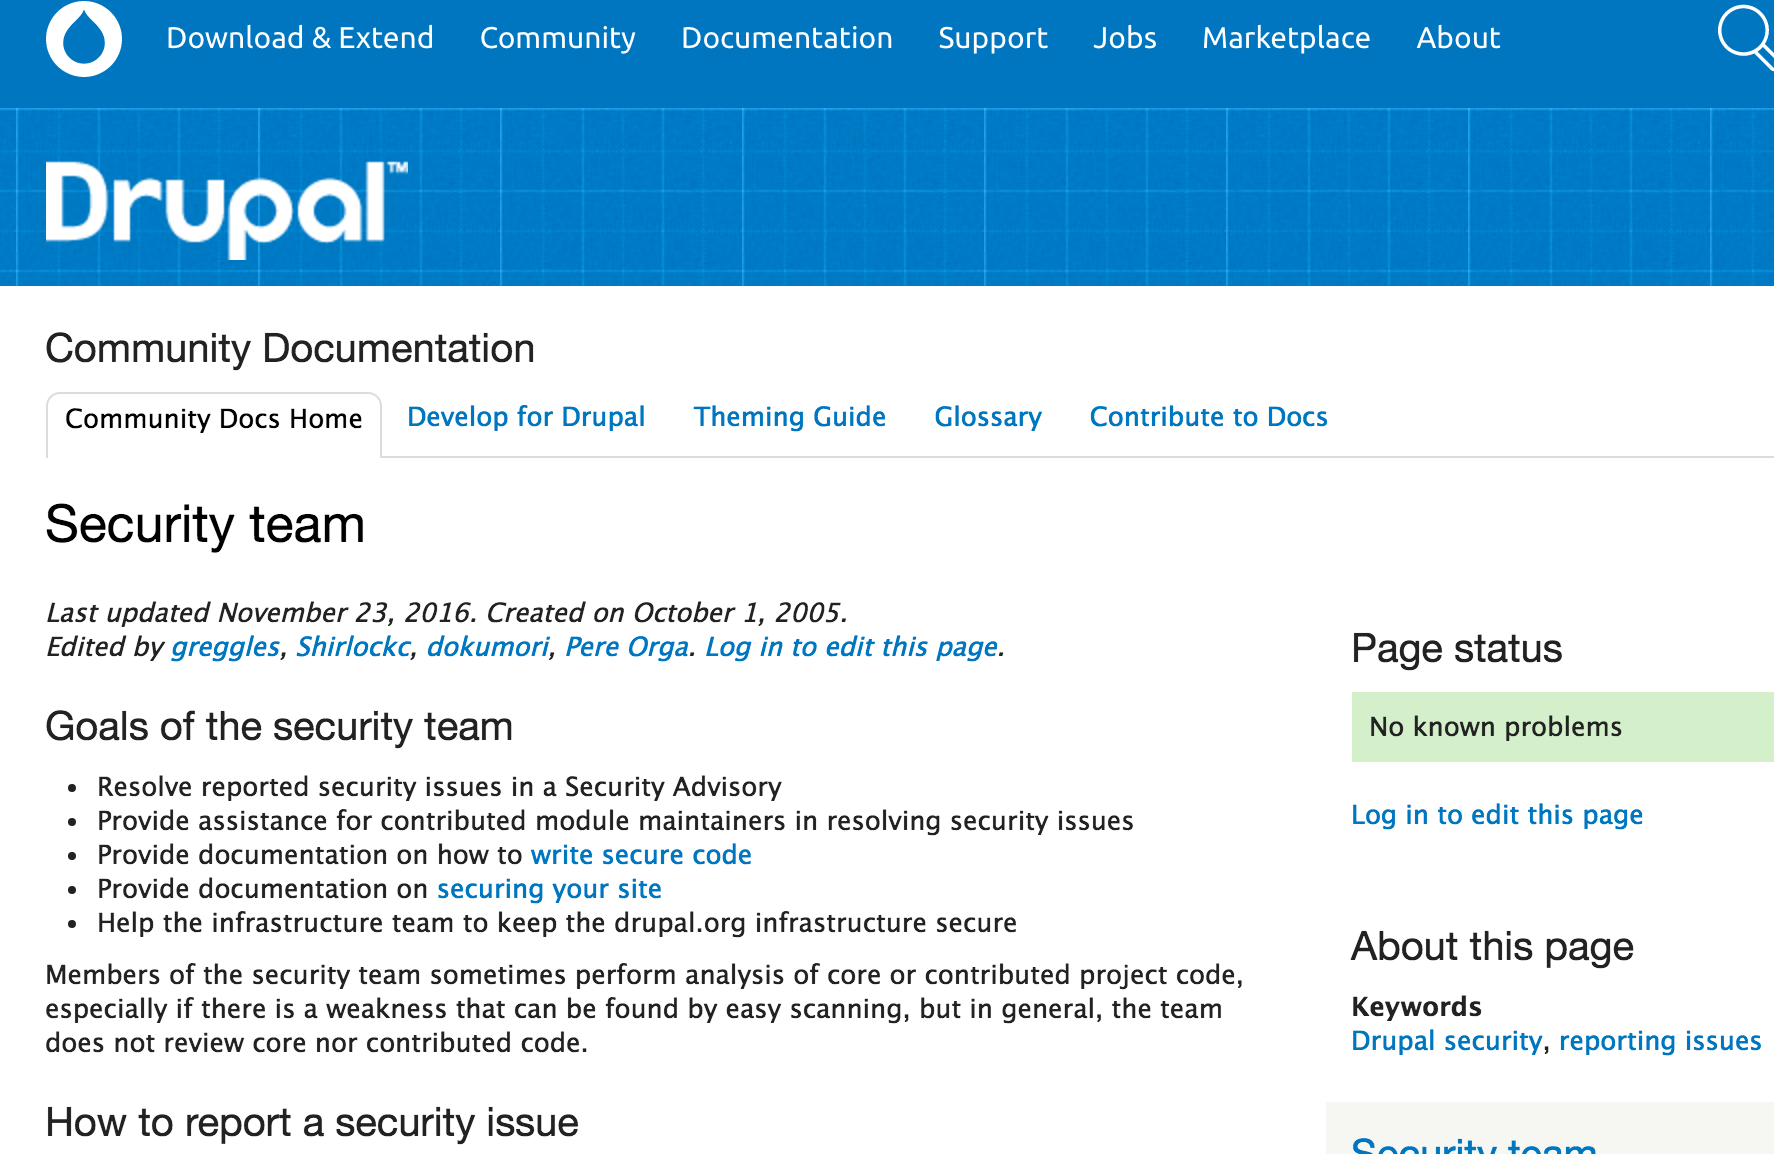 Download & Extend Community Documentation Support Jobs Marketplace About
Drupal™
Community Documentation
Community Docs Home Develop for Drupal Theming Guide Glossary Contribute to Docs
Security team
Last updated November 23, 2016. Created on October 1, 2005.
Edited by greggles, Shirlockc, dokumori, Pere Orga. Log in to edit this page.
Goals of the security team
• Resolve reported security issues in a Security Advisory
• Provide assistance for contributed module maintainers in resolving security issues
• Provide documentation on how to write secure code
• Provide documentation on securing your site
• Help the infrastructure team to keep the drupal.org infrastructure secure
Members of the security team sometimes perform analysis of core or contributed project code,
especially if there is a weakness that can be found by easy scanning, but in general, the team
does not review core nor contributed code.
How to report a security issue
Page status
No known problems
Log in to edit this page
About this page
Keywords
Drupal security, reporting issues
Security team